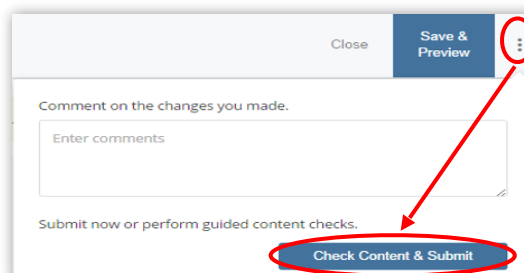 Close
Save &
Preview
Comment on the changes you made.
Enter comments
Submit now or perform guided content checks.
Check Content & Submit